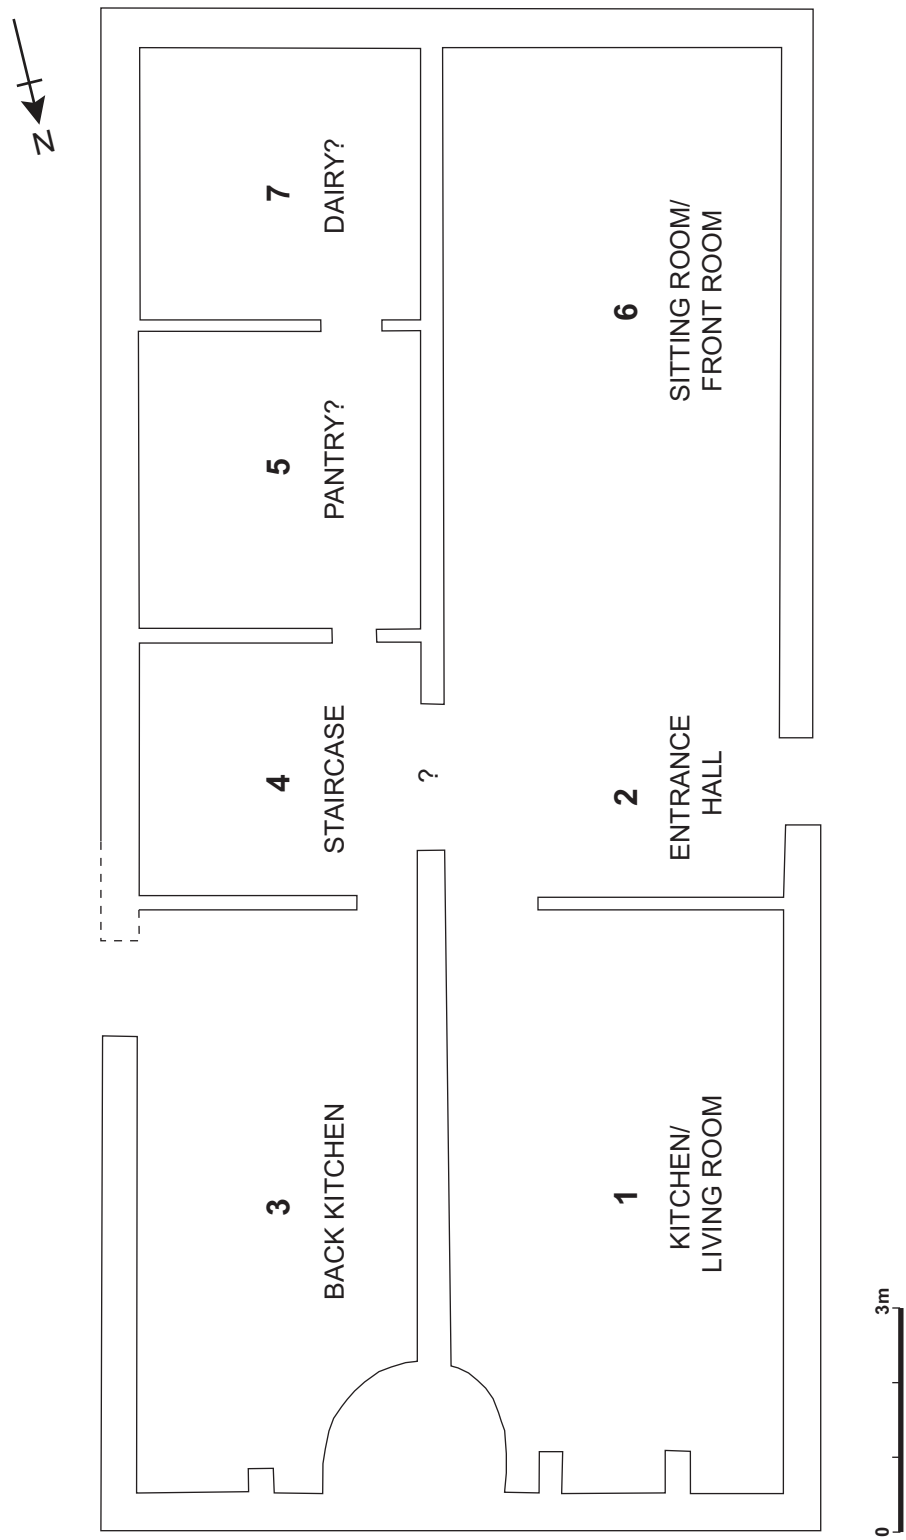 N
7
DAIRY?
5
PANTRY?
4
STAIRCASE
3
BACK KITCHEN
?
6
SITTING ROOM/
FRONT ROOM
2
ENTRANCE
HALL
1
KITCHEN/
LIVING ROOM
0
3m